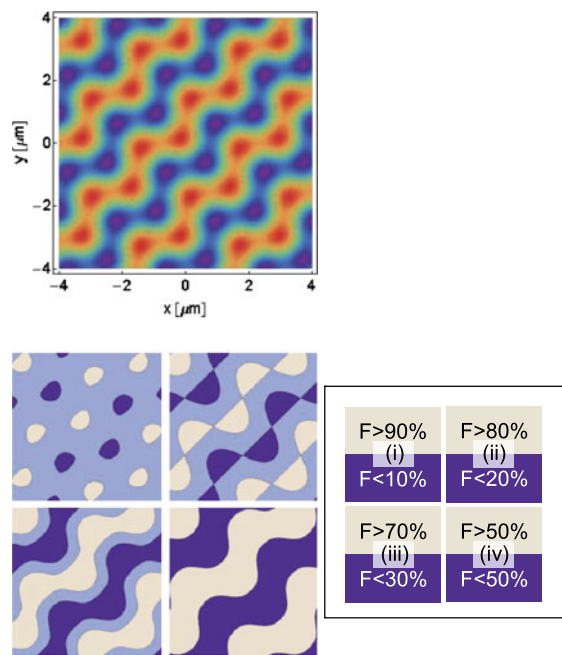 4
2
0
−2
−4
y [μm]
−4 −2 0 2 4
x [μm]
F>90% F>80%
(i) (ii)
F<10% F<20%
F>70% F>50%
(iii) (iv)
F<30% F<50%